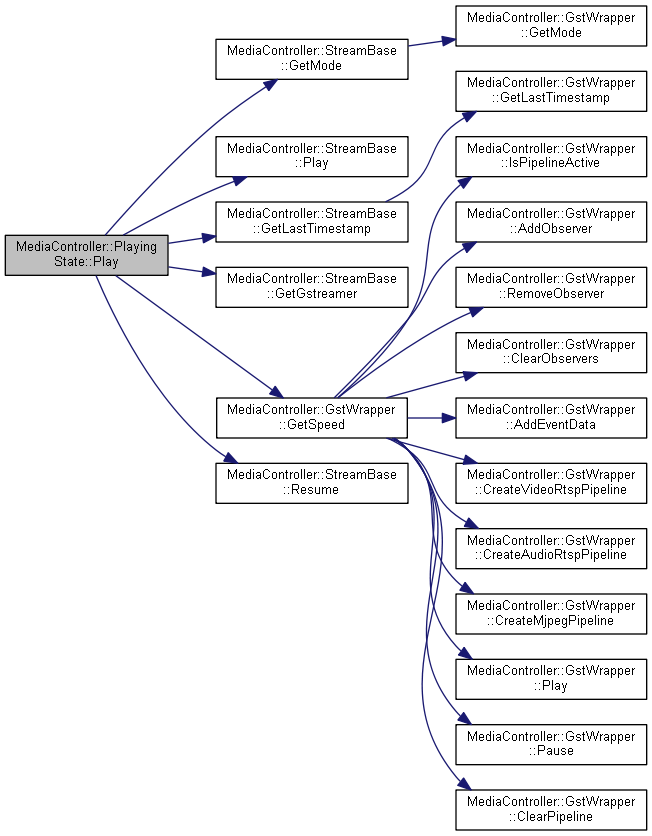 MediaController::GstWrapper
::GetMode
MediaController::StreamBase
::GetMode
MediaController::GstWrapper
::GetLastTimestamp
MediaController::StreamBase
::Play
MediaController::GstWrapper
::IsPipelineActive
MediaController::StreamBase
::GetLastTimestamp
MediaController::GstWrapper
::AddObserver
MediaController::Playing
State::Play
MediaController::StreamBase
::GetGstreamer
MediaController::GstWrapper
::RemoveObserver
MediaController::GstWrapper
::ClearObservers
MediaController::GstWrapper
::GetSpeed
MediaController::GstWrapper
::AddEventData
MediaController::StreamBase
::Resume
MediaController::GstWrapper
::CreateVideoRtspPipeline
MediaController::GstWrapper
::CreateAudioRtspPipeline
MediaController::GstWrapper
::CreateMjpegPipeline
MediaController::GstWrapper
::Play
MediaController::GstWrapper
::Pause
MediaController::GstWrapper
::ClearPipeline